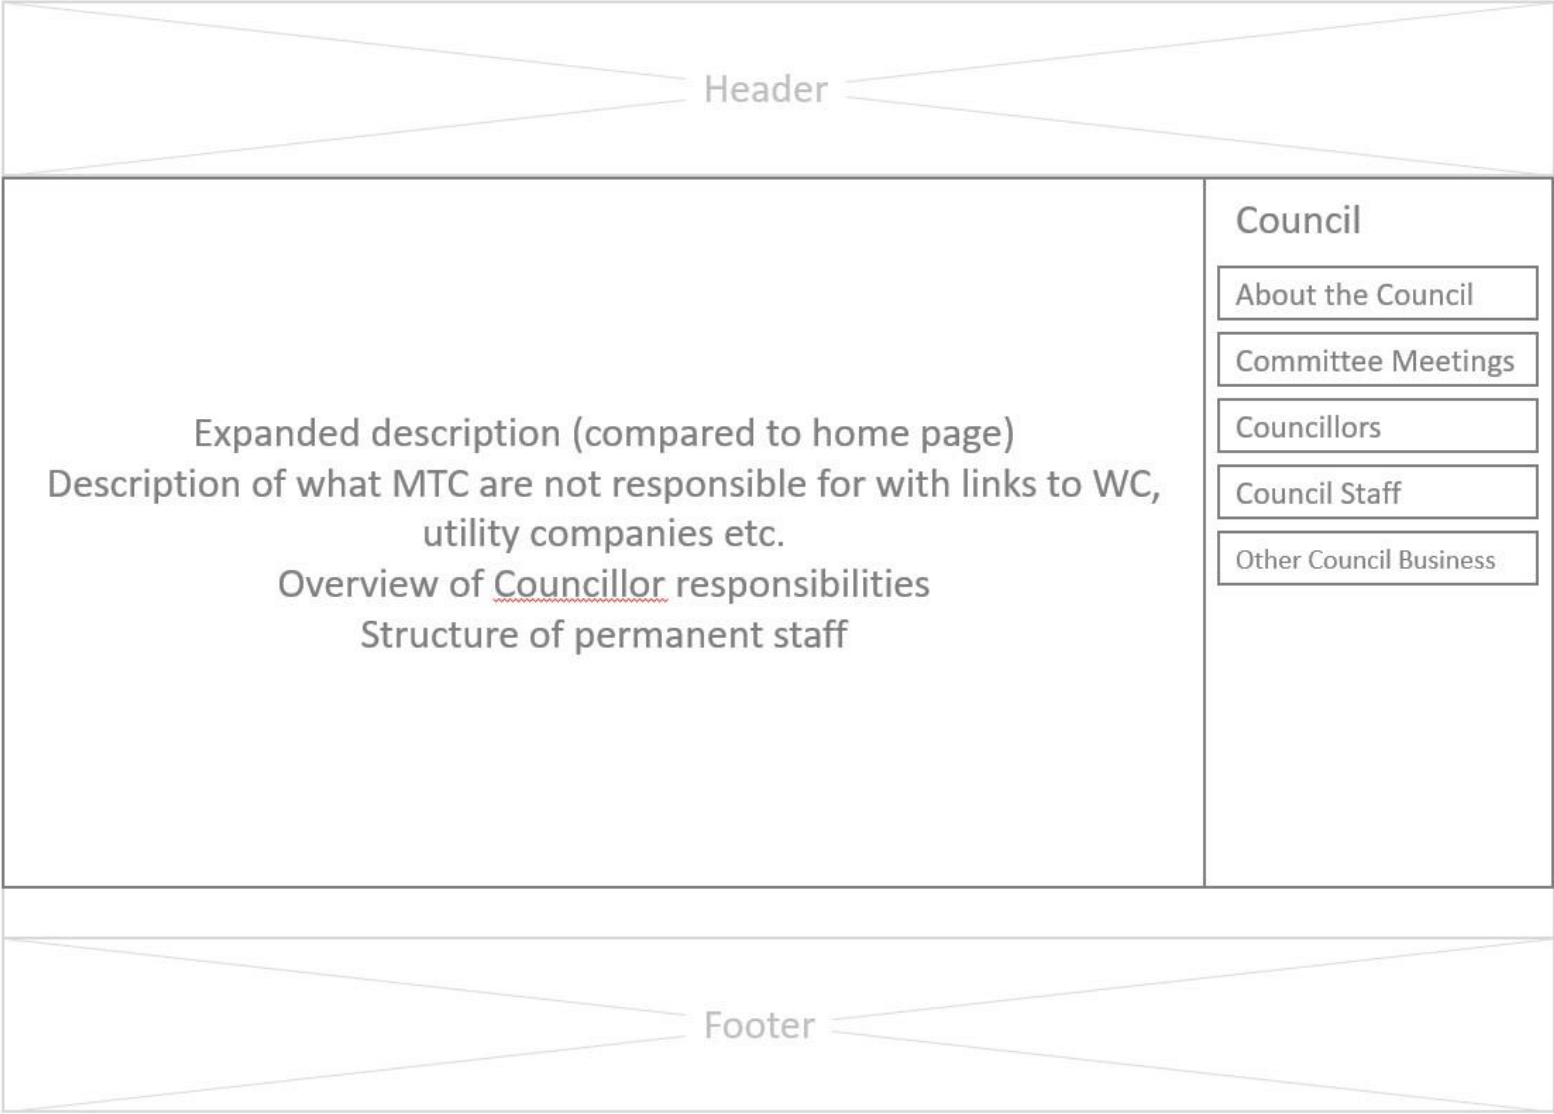 Header
Expanded description (compared to home page)
Description of what MTC are not responsible for with links to WC,
utility companies etc.
Overview of Councillor responsibilities
Structure of permanent staff
Council
About the Council
Committee Meetings
Councillors
Council Staff
Other Council Business
Footer